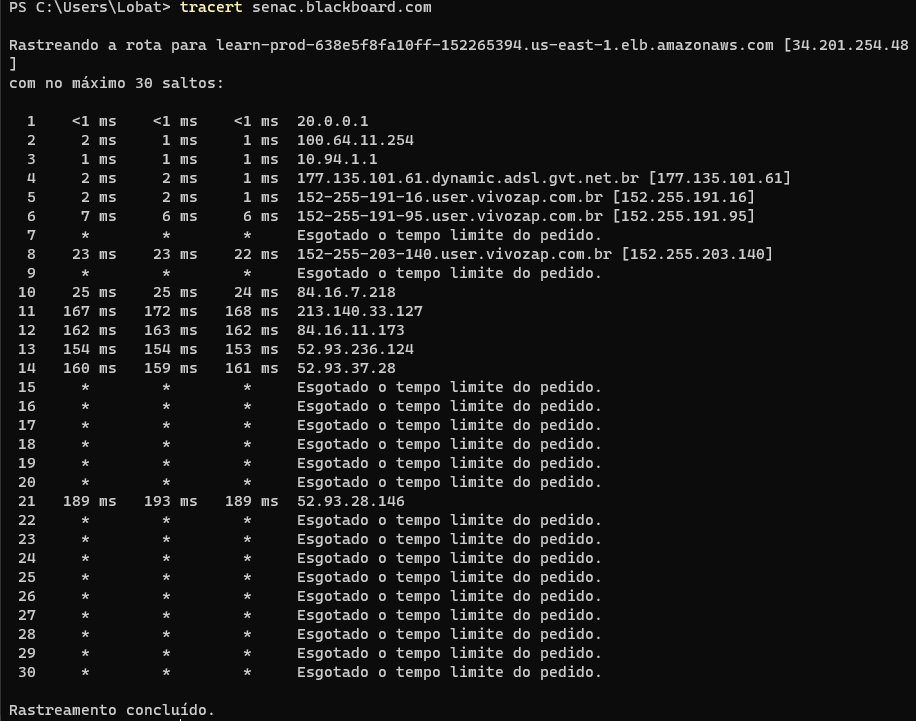 PS C:\Users\Lobat> tracert senac.blackboard.com
Rastreando a rota para learn-prod-638e5f8fa10ff-152265394.us-east-1.elb.amazonaws.com [34.201.254.48
]
com no máximo 30 saltos:
1 <1 ms <1 ms <1 ms 20.0.0.1
2 2 ms 1 ms 1 ms 100.64.11.254
3 1 ms 1 ms 1 ms 10.94.1.1
4 2 ms 2 ms 1 ms 177.135.101.61.dynamic.adsl.gvt.net.br [177.135.101.61]
5 2 ms 2 ms 1 ms 152-255-191-16.user.vivozap.com.br [152.255.191.16]
6 7 ms 6 ms 6 ms 152-255-191-95.user.vivozap.com.br [152.255.191.95]
7 * * * Esgotado o tempo limite do pedido.
8 23 ms 23 ms 22 ms 152-255-203-140.user.vivozap.com.br [152.255.203.140]
9 * * * Esgotado o tempo limite do pedido.
10 25 ms 25 ms 24 ms 84.16.7.218
11 167 ms 172 ms 168 ms 213.140.33.127
12 162 ms 163 ms 162 ms 84.16.11.173
13 154 ms 154 ms 153 ms 52.93.236.124
14 160 ms 159 ms 161 ms 52.93.37.28
15 * * * Esgotado o tempo limite do pedido.
16 * * * Esgotado o tempo limite do pedido.
17 * * * Esgotado o tempo limite do pedido.
18 * * * Esgotado o tempo limite do pedido.
19 * * * Esgotado o tempo limite do pedido.
20 * * * Esgotado o tempo limite do pedido.
21 189 ms 193 ms 189 ms 52.93.28.146
22 * * * Esgotado o tempo limite do pedido.
23 * * * Esgotado o tempo limite do pedido.
24 * * * Esgotado o tempo limite do pedido.
25 * * * Esgotado o tempo limite do pedido.
26 * * * Esgotado o tempo limite do pedido.
27 * * * Esgotado o tempo limite do pedido.
28 * * * Esgotado o tempo limite do pedido.
29 * * * Esgotado o tempo limite do pedido.
30 * * * Esgotado o tempo limite do pedido.
Rastreamento concluído.